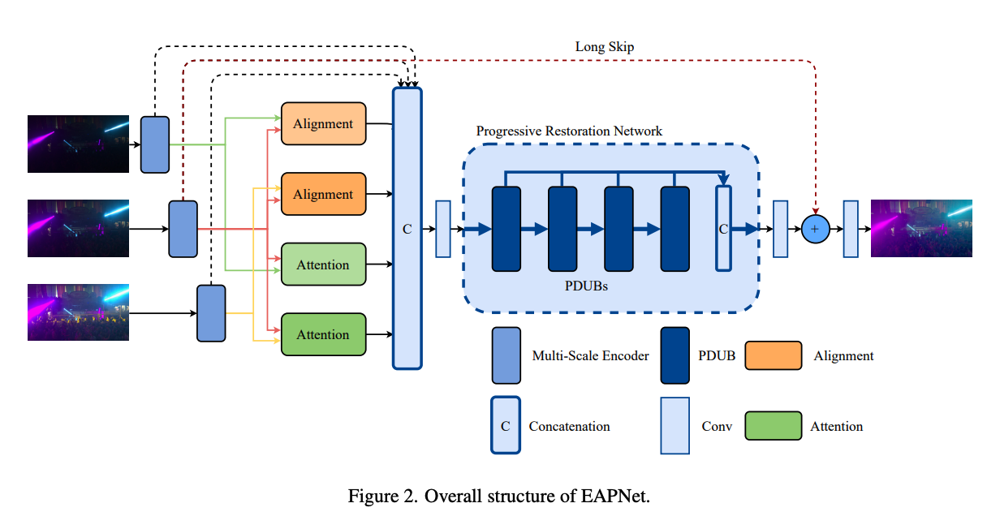 Long Skip
Progressive Restoration Network
Alignment
Alignment
Attention
Attention
C
C
+
PDUBs
Multi-Scale Encoder
PDUB
Alignment
C
Concatenation
Conv
Attention
Figure 2. Overall structure of EAPNet.